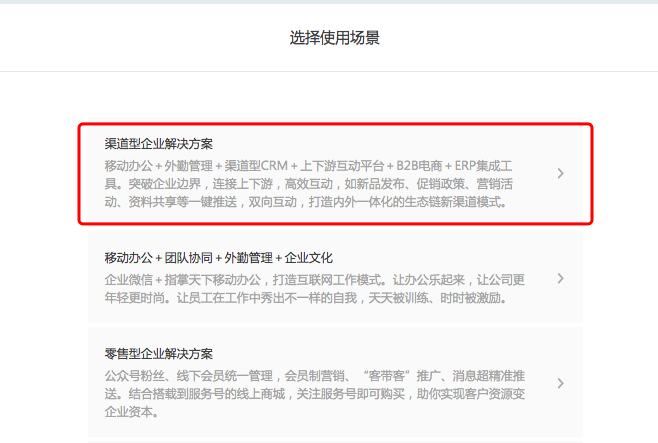 选择使用场景
渠道型企业解决方案
移动办公＋外勤管理＋渠道型CRM＋上下游互动平台＋B2B电商＋ERP集成工
具。突破企业边界，连接上下游，高效互动，如新品发布、促销政策、营销活
动、资料共享等一键推送，双向互动，打造内外一体化的生态链新渠道模式。
移动办公＋团队协同＋外勤管理＋企业文化
企业微信＋指掌天下移动办公，打造互联网工作模式。让办公乐起来，让公司更
年轻更时尚。让员工在工作中秀出不一样的自我，天天被训练、时时被激励。
零售型企业解决方案
公众号粉丝、线下会员统一管理，会员制营销、“客带客”推广、消息超精准推
送。结合搭载到服务号的线上商城，关注服务号即可购买，助你实现客户资源变
企业资本。